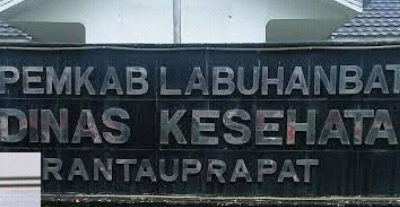 PEMKAB LABUHANBAT
DINAS KESEHATA
RANTAUPRAPAT